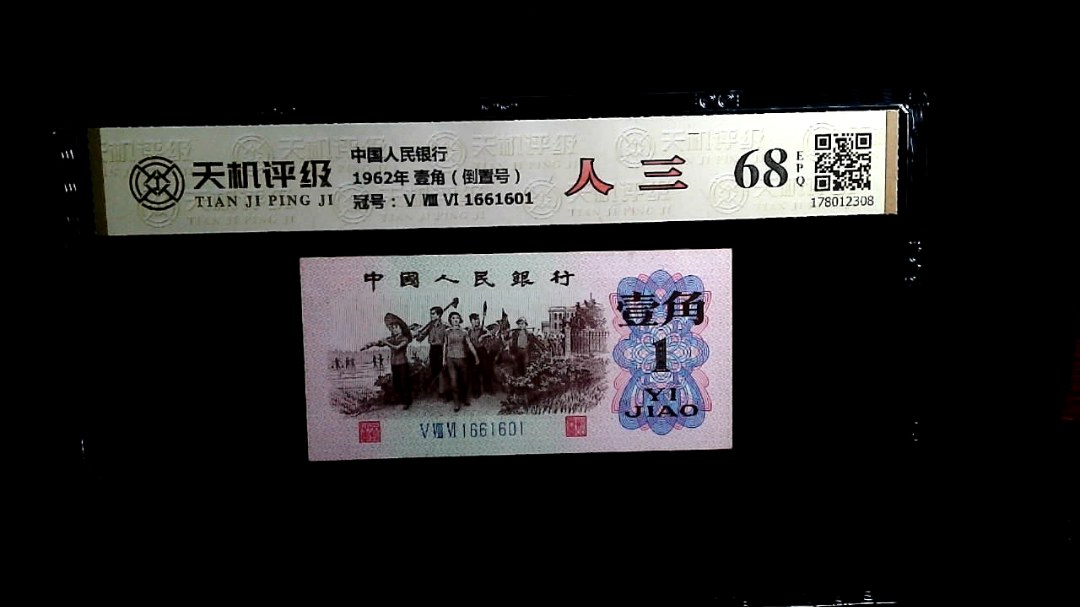 天机评级
TIAN JI PING JI
中国人民银行
1962年 壹角（倒置号）
冠号：Ⅴ Ⅷ Ⅵ 1661601
人三
68
EPQ
178012308
中國人民銀行
壹角
1
YI
JIAO
Ⅴ Ⅷ Ⅵ 1661601